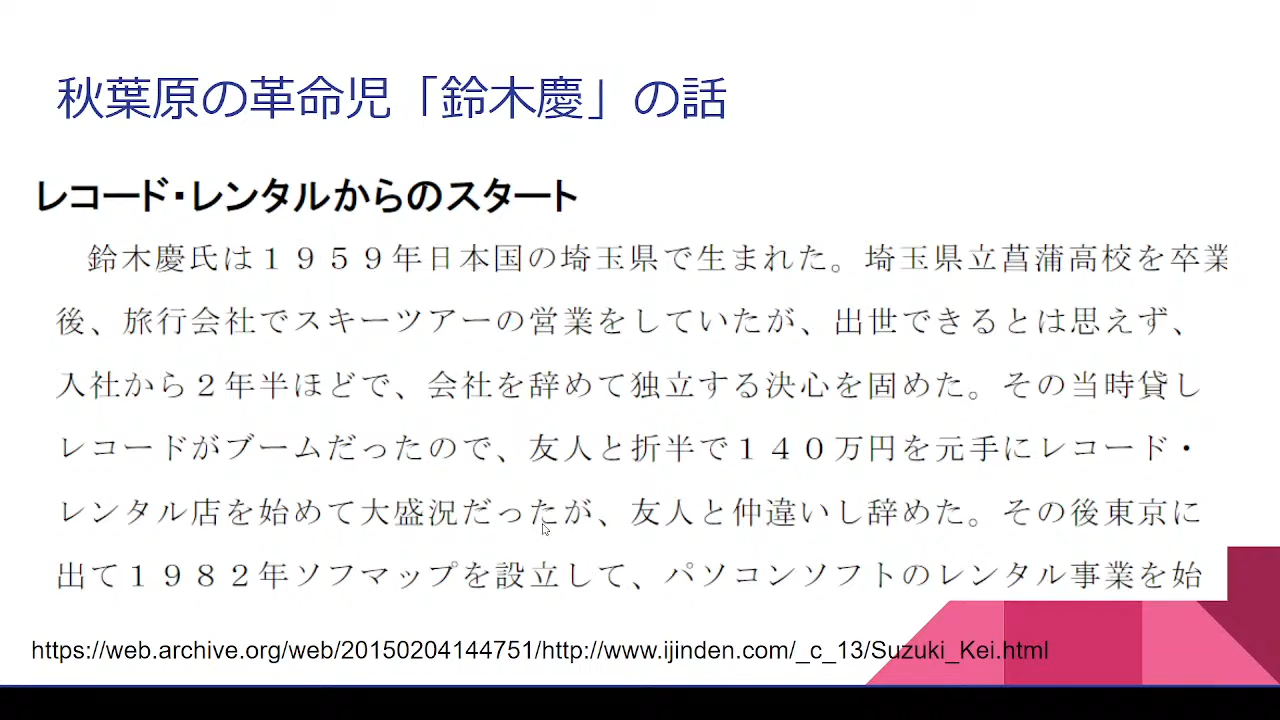 秋葉原の革命児「鈴木慶」の話
レコード・レンタルからのスタート
鈴木慶氏は１９５９年日本国の埼玉県で生まれた。埼玉県立菖蒲高校を卒業
後、旅行会社でスキーツアーの営業をしていたが、出世できるとは思えず、
入社から２年半ほどで、会社を辞めて独立する決心を固めた。その当時貸し
レコードがブームだったので、友人と折半で１４０万円を元手にレコード・
レンタル店を始めて大盛況だったが、友人と仲違いし辞めた。その後東京に
出て１９８２年ソフマップを設立して、パソコンソフトのレンタル事業を始
https://web.archive.org/web/20150204144751/http://www.ijinden.com/_c_13/Suzuki_Kei.html